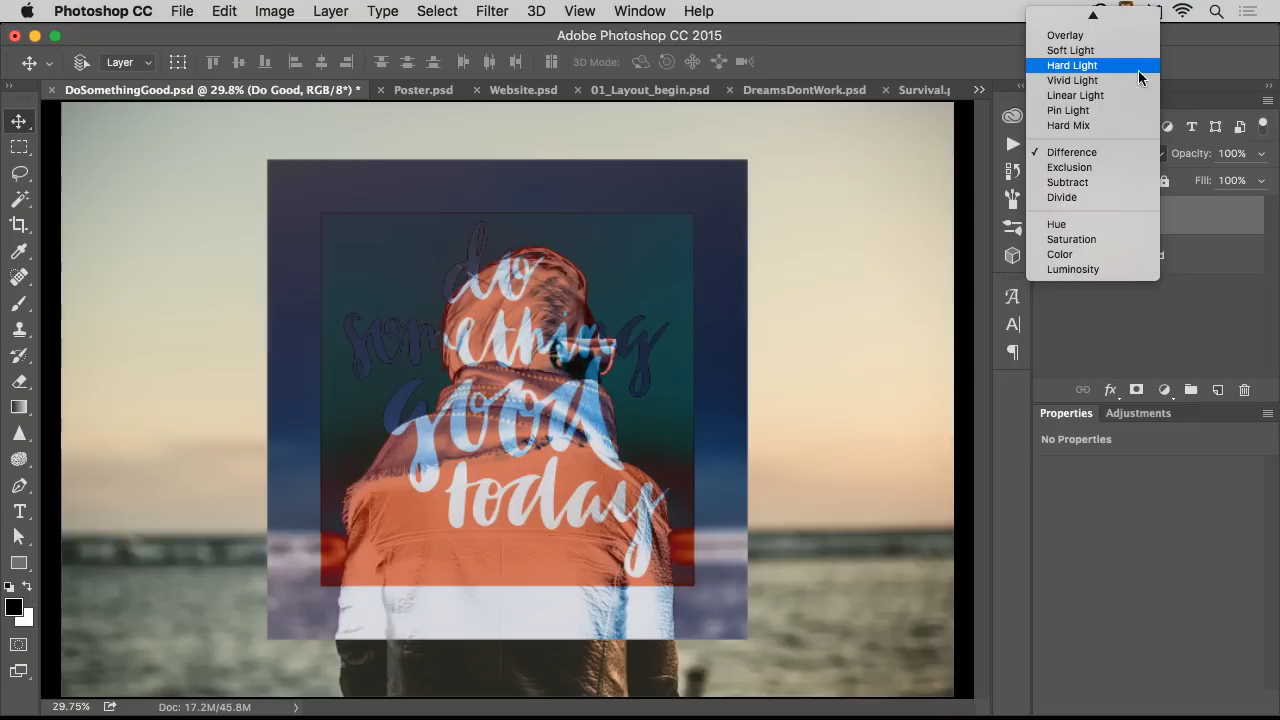 Photoshop CC File Edit Image Layer Type Select Filter 3D View Window Help
Adobe Photoshop CC 2015
Layer 3D Mode:
DoSomethingGood.psd @ 29.8% (Do Good, RGB/8*) * Poster.psd Website.psd 01_Layout_begin.psd DreamsDontWork.psd Survival.p
Overlay
Soft Light
Hard Light
Vivid Light
Linear Light
Pin Light
Hard Mix
Difference
Exclusion
Subtract
Divide
Hue
Saturation
Color
Luminosity
Opacity: 100%
Fill: 100%
d
do
something
good
today
Properties Adjustments
No Properties
29.75% Doc: 17.2M/45.8M